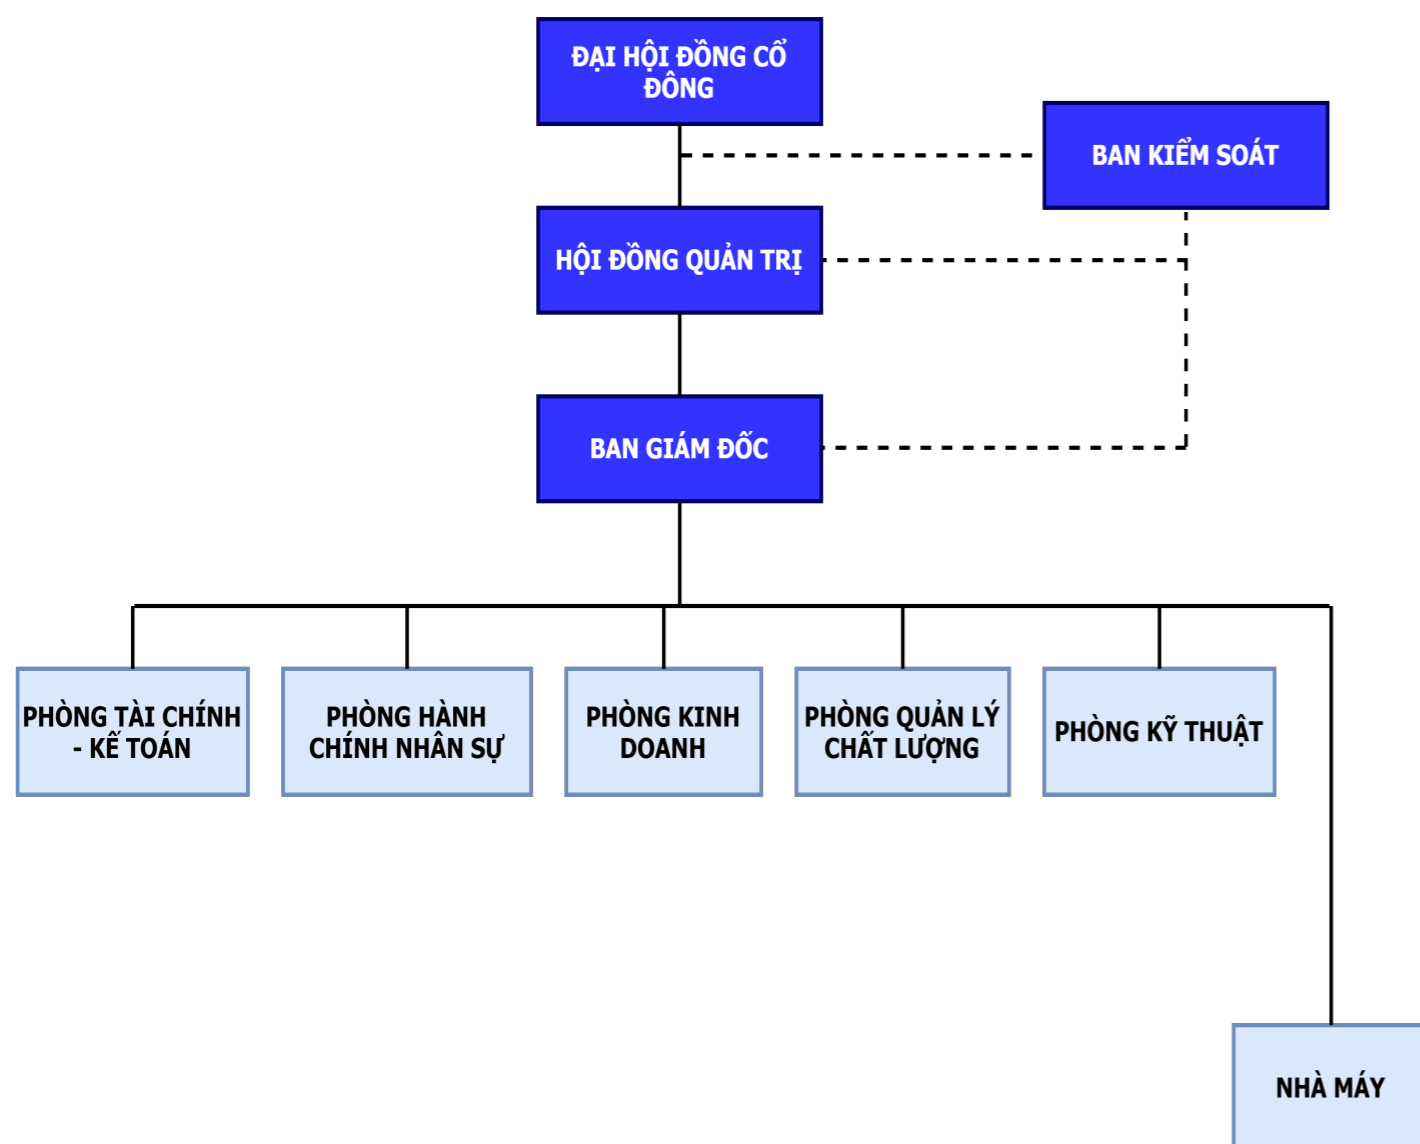 ĐẠI HỘI ĐỒNG CỔ
ĐÔNG
BAN KIỂM SOÁT
HỘI ĐỒNG QUẢN TRỊ
BAN GIÁM ĐỐC
PHÒNG TÀI CHÍNH
- KẾ TOÁN
PHÒNG HÀNH
CHÍNH NHÂN SỰ
PHÒNG KINH
DOANH
PHÒNG QUẢN LÝ
CHẤT LƯỢNG
PHÒNG KỸ THUẬT
NHÀ MÁY